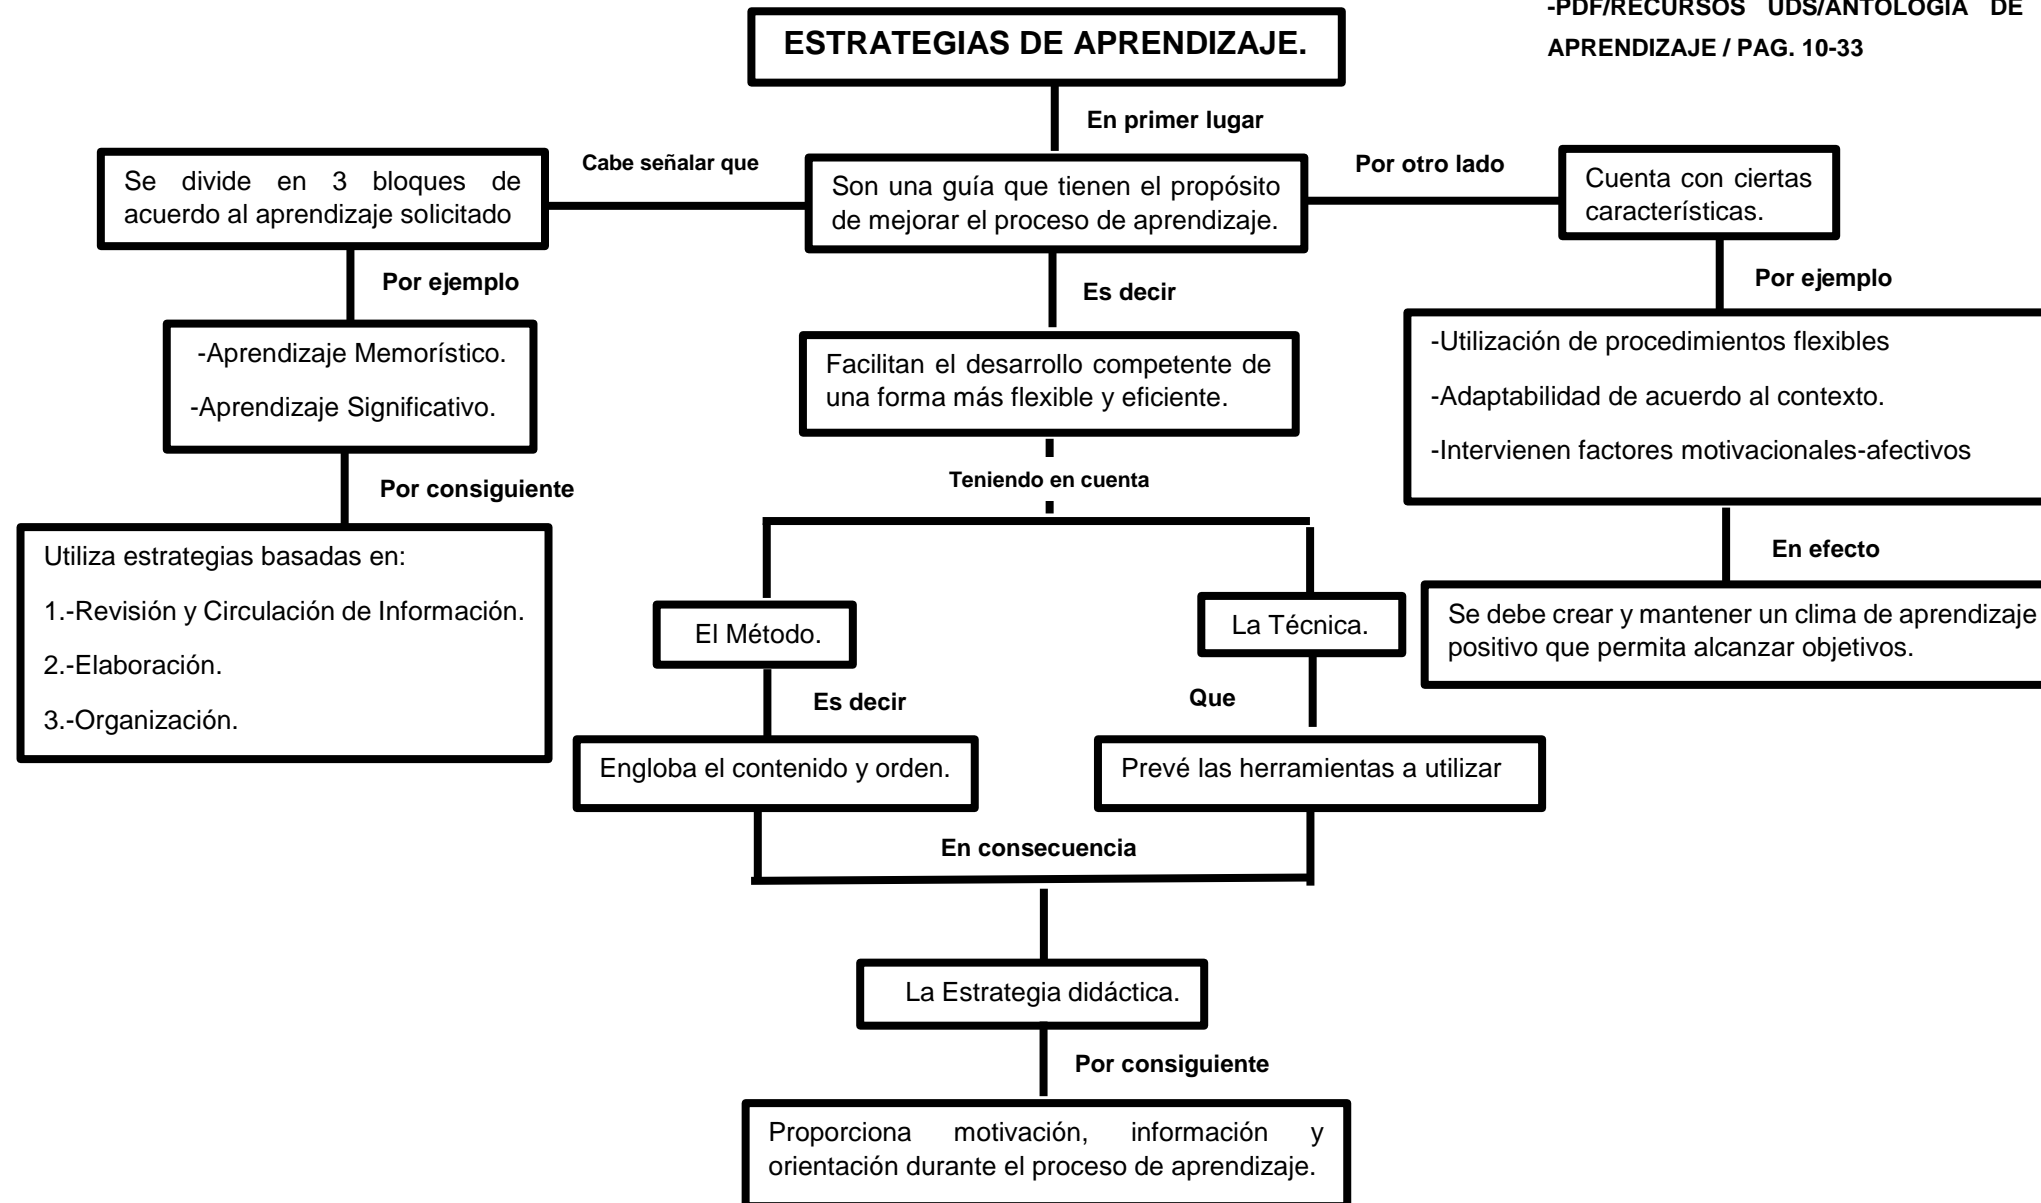 -PDF/RECURSOS UDS/ANTOLOGIA DE
APRENDIZAJE / PAG. 10-33
ESTRATEGIAS DE APRENDIZAJE.
En primer lugar
Cabe señalar que
Por otro lado
Se divide en 3 bloques de
acuerdo al aprendizaje solicitado
Son una guía que tienen el propósito
de mejorar el proceso de aprendizaje.
Cuenta con ciertas
características.
Por ejemplo
Es decir
Por ejemplo
-Aprendizaje Memorístico.
-Aprendizaje Significativo.
Facilitan el desarrollo competente de
una forma más flexible y eficiente.
-Utilización de procedimientos flexibles
-Adaptabilidad de acuerdo al contexto.
-Intervienen factores motivacionales-afectivos
Por consiguiente
Teniendo en cuenta
En efecto
Utiliza estrategias basadas en:
1.-Revisión y Circulación de Información.
2.-Elaboración.
3.-Organización.
El Método.
La Técnica.
Se debe crear y mantener un clima de aprendizaje
positivo que permita alcanzar objetivos.
Es decir
Que
Engloba el contenido y orden.
Prevé las herramientas a utilizar
En consecuencia
La Estrategia didáctica.
Por consiguiente
Proporciona motivación, información y
orientación durante el proceso de aprendizaje.